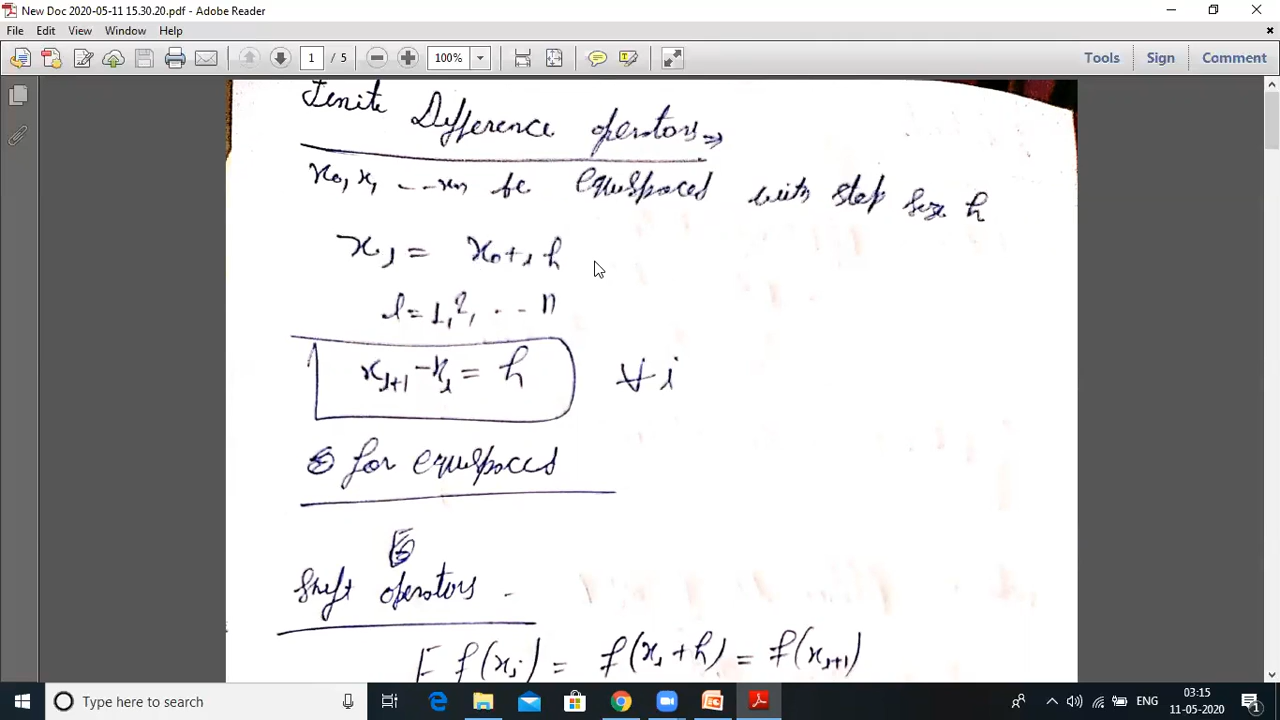 New Doc 2020-05-11 15.30.20.pdf - Adobe Reader
File Edit View Window Help
1 / 5 100% Tools Sign Comment
Finite Difference operators →
x₀, x₁ --- xₙ be equispaced with step size h
xᵢ = x₀ + i h
i = 1, 2, .. - n
xᵢ₊₁ - xᵢ = h ∀ i
for equispaced
Shift operators -
E f(xᵢ) = f(xᵢ + h) = f(xᵢ₊₁)
Type here to search
ENG 03:15
11-05-2020